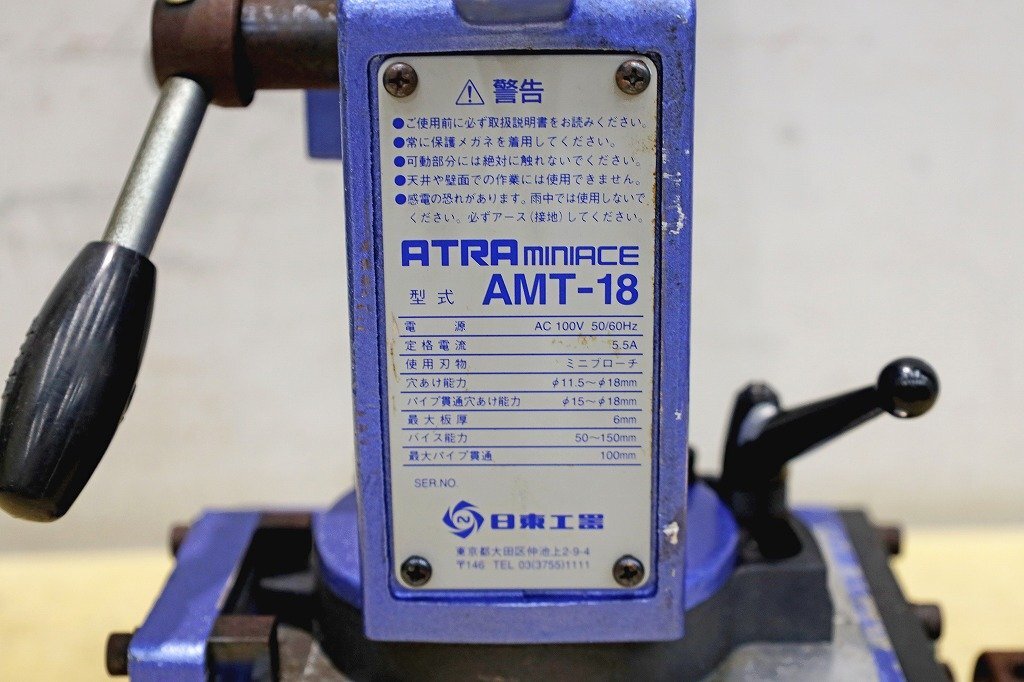 警告
●ご使用前に必ず取扱説明書をお読みください。
●常に保護メガネを着用してください。
●可動部分には絶対に触れないでください。
●天井や壁面での作業には使用できません。
●感電の恐れがあります。雨中では使用しないで
ください。必ずアース(接地)してください。
ATRA MINIACE
型式 AMT-18
電源 AC 100V 50/60Hz
定格電流 5.5A
使用刃物 ミニブローチ
穴あけ能力 φ11.5〜φ18mm
パイプ貫通穴あけ能力 φ15〜φ18mm
最大板厚 6mm
バイス能力 50〜150mm
最大パイプ貫通 100mm
SER.NO.
日東工器
東京都大田区仲池上2-9-4
〒146 TEL 03(3755)1111